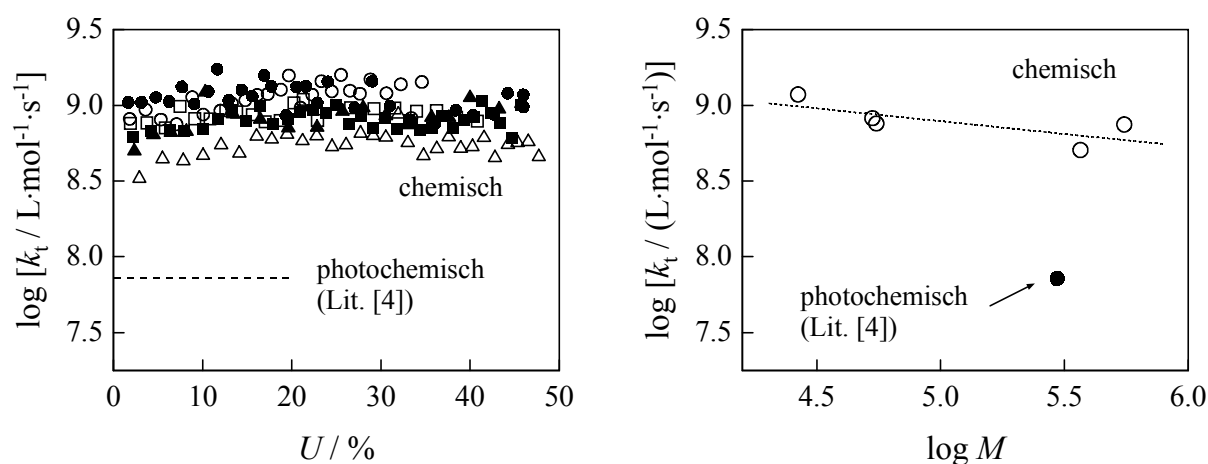 log [kt / L·mol-1·s-1]
9.5
9.0
8.5
8.0
7.5
chemisch
photochemisch
(Lit. [4])
0
10
20
30
40
50
U / %
log [kt / (L·mol-1·s-1)]
9.5
9.0
8.5
8.0
7.5
chemisch
photochemisch
(Lit. [4])
4.5
5.0
5.5
6.0
log M